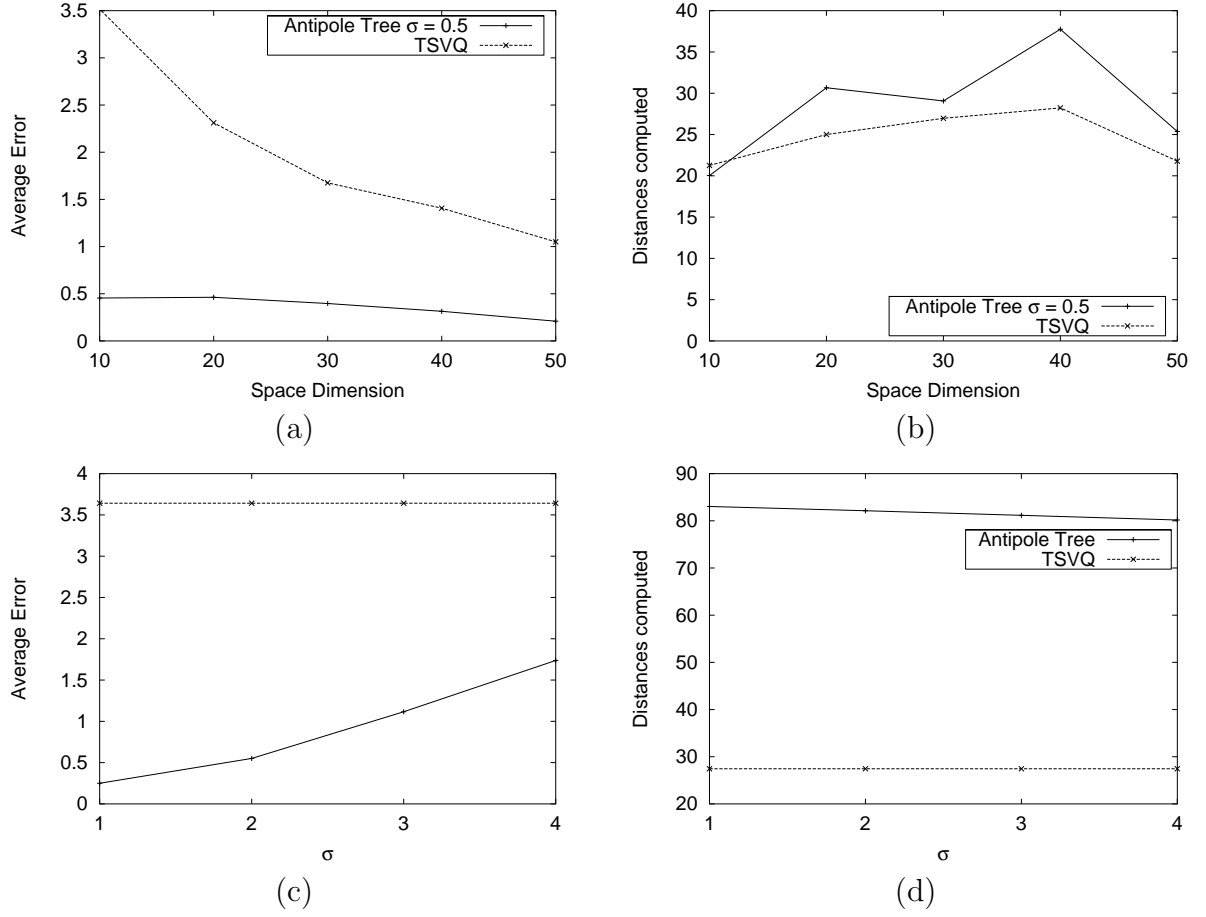 3.5
3
2.5
2
1.5
1
0.5
0
10 20 30 40 50
Average Error
Space Dimension
Antipole Tree σ = 0.5
TSVQ
(a)
40
35
30
25
20
15
10
5
0
10 20 30 40 50
Distances computed
Space Dimension
Antipole Tree σ = 0.5
TSVQ
(b)
4
3.5
3
2.5
2
1.5
1
0.5
0
1 2 3 4
Average Error
σ
(c)
90
80
70
60
50
40
30
20
1 2 3 4
Distances computed
σ
Antipole Tree
TSVQ
(d)